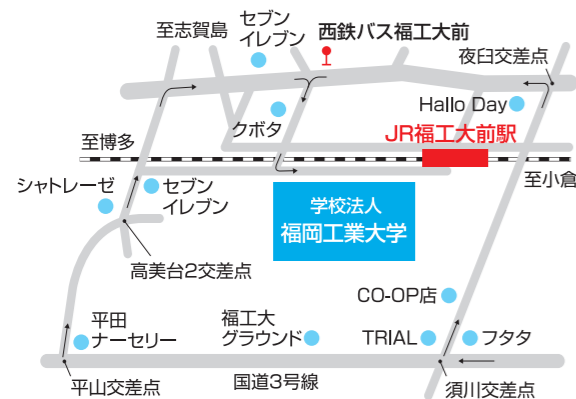 至志賀島
セブン
イレブン
西鉄バス福工大前
夜臼交差点
Hallo Day
クボタ
JR福工大前駅
至博多
至小倉
シャトレーゼ
セブン
イレブン
学校法人
福岡工業大学
高美台2交差点
CO-OP店
平田
ナーセリー
福工大
グラウンド
TRIAL
フタタ
平山交差点
国道3号線
須川交差点